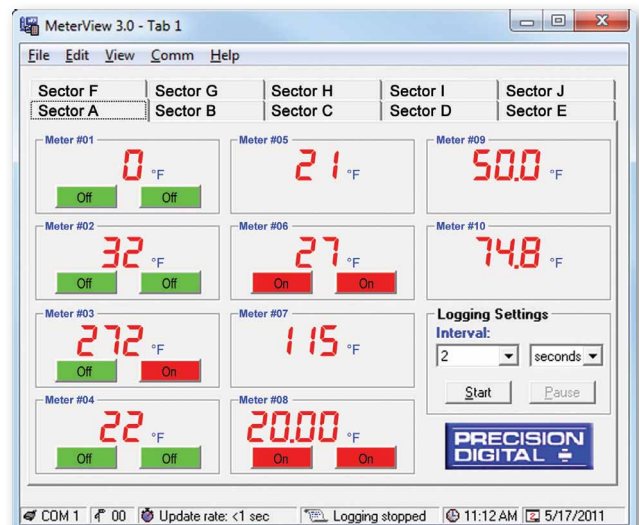 MeterView 3.0 - Tab 1
File Edit View Comm Help
Sector F Sector G Sector H Sector I Sector J
Sector A Sector B Sector C Sector D Sector E
Meter #01
0 °F
Off Off
Meter #02
32 °F
Off Off
Meter #03
272 °F
Off On
Meter #04
22 °F
Off Off
Meter #05
21 °F
Meter #06
27 °F
On On
Meter #07
115 °F
Meter #08
20.00 °F
On On
Meter #09
50.0 °F
Meter #10
74.8 °F
Logging Settings
Interval:
2 seconds
Start Pause
PRECISION
DIGITAL
COM 1 00 Update rate: <1 sec Logging stopped 11:12 AM 5/17/2011